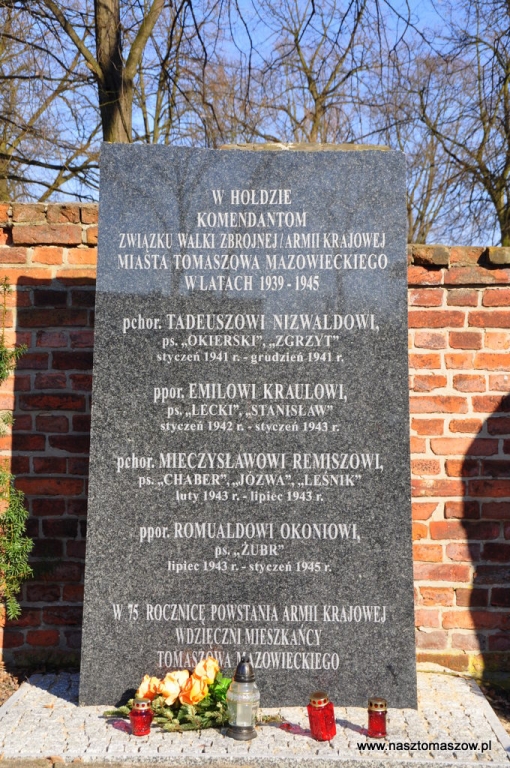 W HOŁDZIE
KOMENDANTOM
ZWIĄZKU WALKI ZBROJNEJ/ARMII KRAJOWEJ
MIASTA TOMASZOWA MAZOWIECKIEGO
W LATACH 1939 - 1945
pchor. TADEUSZOWI NIZWALDOWI,
ps. „OKIERSKI”, „ZGRZYT”
styczeń 1941 r. - grudzień 1941 r.
ppor. EMILOWI KRAULOWI,
ps. „LECKI”, „STANISŁAW”
styczeń 1942 r. - styczeń 1943 r.
pchor. MIECZYSŁAWOWI REMISZOWI,
ps. „CHABER”, „JÓZWA”, „LEŚNIK”
luty 1943 r. - lipiec 1943 r.
ppor. ROMUALDOWI OKONIOWI,
ps. „ŻUBR”
lipiec 1943 r. - styczeń 1945 r.
W 75 ROCZNICĘ POWSTANIA ARMII KRAJOWEJ
WDZIĘCZNI MIESZKAŃCY
TOMASZOWA MAZOWIECKIEGO
www.nasztomaszow.pl